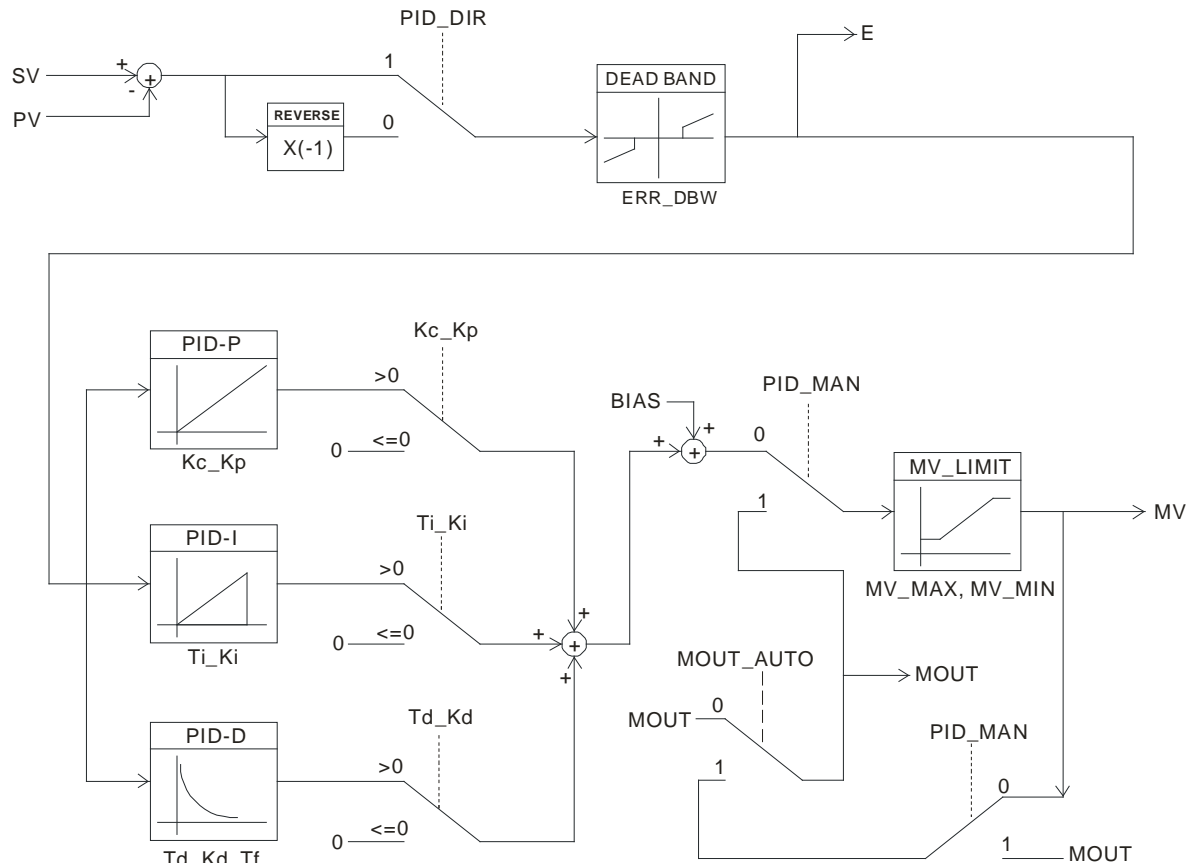 PID_DIR
E
SV
+
+
-
PV
1
0
REVERSE
X(-1)
DEAD BAND
ERR_DBW
PID-P
Kc_Kp
Kc_Kp
>0
0
<=0
BIAS
+
+
+
PID_MAN
0
1
MV_LIMIT
MV
MV_MAX, MV_MIN
PID-I
Ti_Ki
Ti_Ki
>0
0
<=0
+
+
+
+
MOUT_AUTO
MOUT
MOUT
0
1
PID-D
Td_Kd
>0
0
<=0
Td_Kd_Tf
PID_MAN
0
1
MOUT